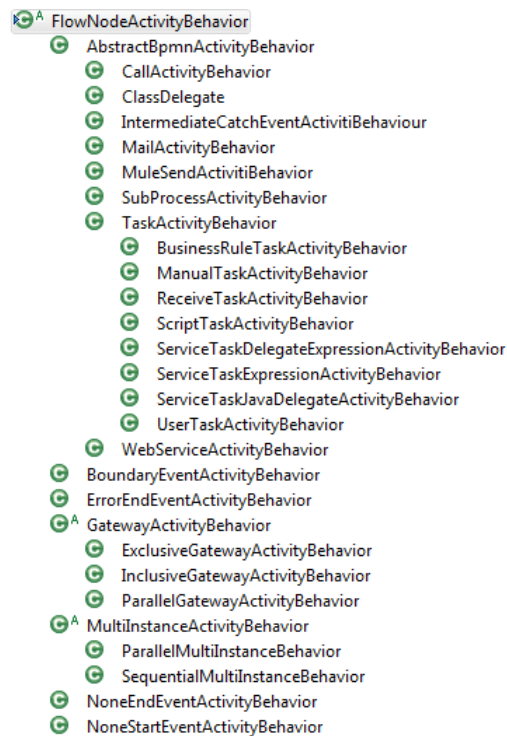 FlowNodeActivityBehavior
AbstractBpmnActivityBehavior
CallActivityBehavior
ClassDelegate
IntermediateCatchEventActivitiBehaviour
MailActivityBehavior
MuleSendActivitiBehavior
SubProcessActivityBehavior
TaskActivityBehavior
BusinessRuleTaskActivityBehavior
ManualTaskActivityBehavior
ReceiveTaskActivityBehavior
ScriptTaskActivityBehavior
ServiceTaskDelegateExpressionActivityBehavior
ServiceTaskExpressionActivityBehavior
ServiceTaskJavaDelegateActivityBehavior
UserTaskActivityBehavior
WebServiceActivityBehavior
BoundaryEventActivityBehavior
ErrorEndEventActivityBehavior
GatewayActivityBehavior
ExclusiveGatewayActivityBehavior
InclusiveGatewayActivityBehavior
ParallelGatewayActivityBehavior
MultiInstanceActivityBehavior
ParallelMultiInstanceBehavior
SequentialMultiInstanceBehavior
NoneEndEventActivityBehavior
NoneStartEventActivityBehavior